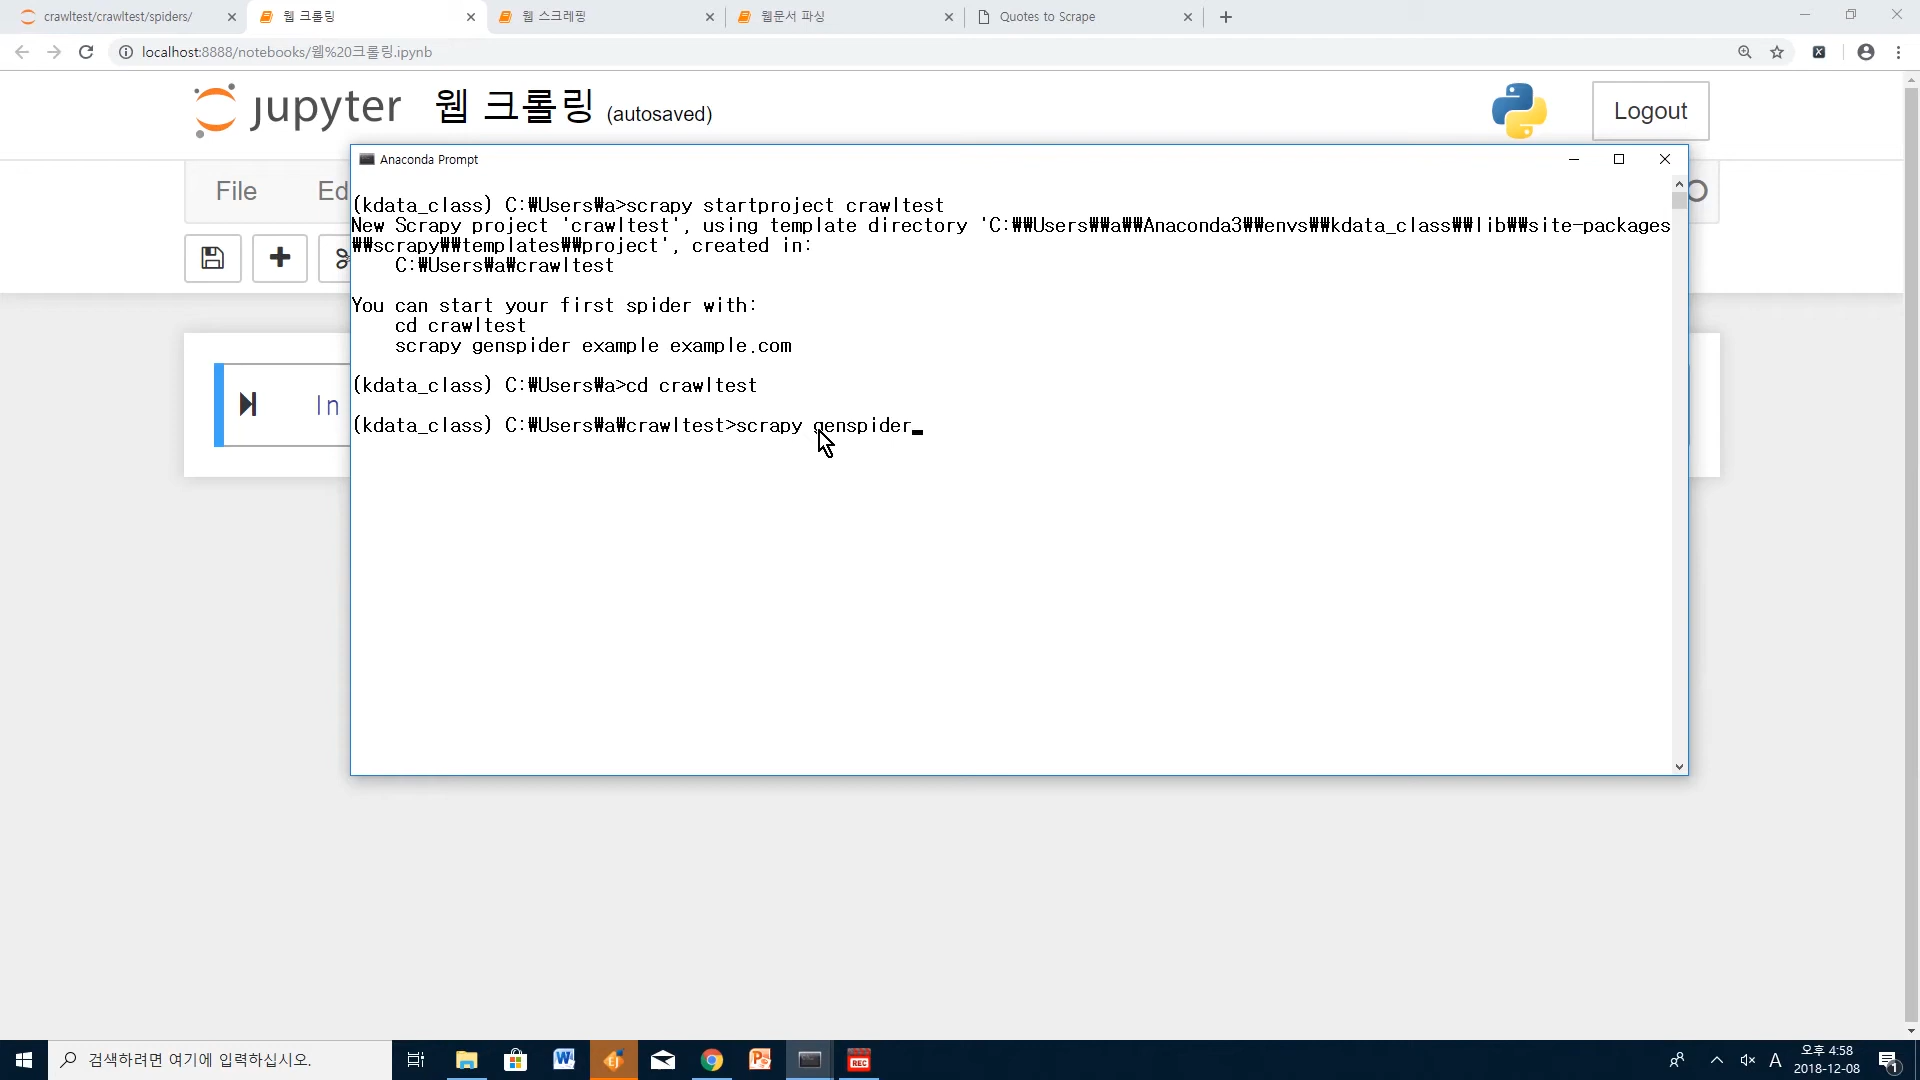 crawltest/crawltest/spiders/
웹 크롤링
웹 스크레핑
웹문서 파싱
Quotes to Scrape
localhost:8888/notebooks/웹%20크롤링.ipynb
jupyter 웹 크롤링 (autosaved)
Logout
Anaconda Prompt
File Ed
(kdata_class) C:₩Users₩a>scrapy startproject crawltest
New Scrapy project 'crawltest', using template directory 'C:₩₩Users₩₩a₩₩Anaconda3₩₩envs₩₩kdata_class₩₩lib₩₩site-packages
₩₩scrapy₩₩templates₩₩project', created in:
C:₩Users₩a₩crawltest
You can start your first spider with:
cd crawltest
scrapy genspider example example.com
(kdata_class) C:₩Users₩a>cd crawltest
In
(kdata_class) C:₩Users₩a₩crawltest>scrapy genspider
검색하려면 여기에 입력하십시오.
REC
A
오후 4:58
2018-12-08
1